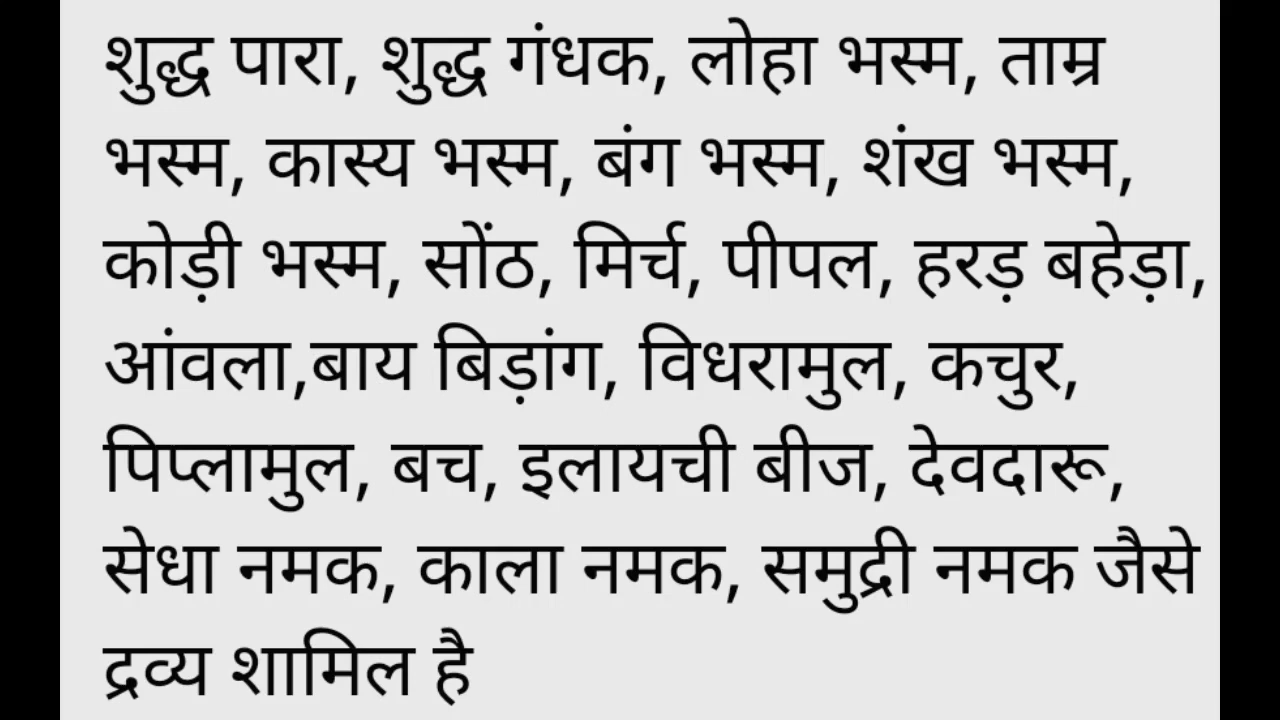 शुद्ध पारा, शुद्ध गंधक, लोहा भस्म, ताम्र
भस्म, कास्य भस्म, बंग भस्म, शंख भस्म,
कोड़ी भस्म, सोंठ, मिर्च, पीपल, हरड़ बहेड़ा,
आंवला,बाय बिड़ांग, विधरामुल, कचुर,
पिप्लामुल, बच, इलायची बीज, देवदारू,
सेधा नमक, काला नमक, समुद्री नमक जैसे
द्रव्य शामिल है